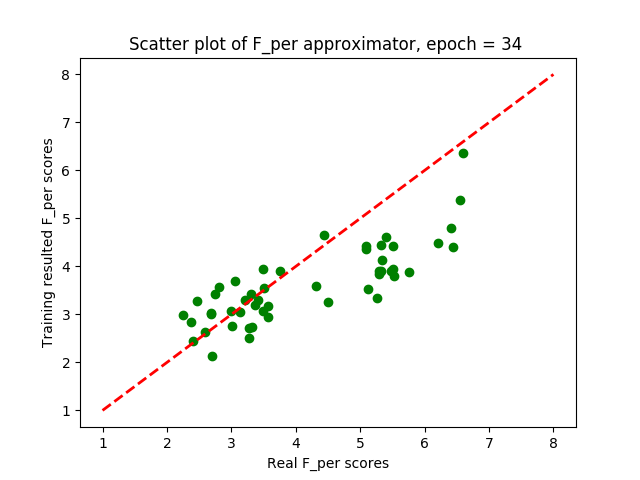 Scatter plot of F_per approximator, epoch = 34
8
7
6
5
4
3
2
1
Training resulted F_per scores
1 2 3 4 5 6 7 8
Real F_per scores